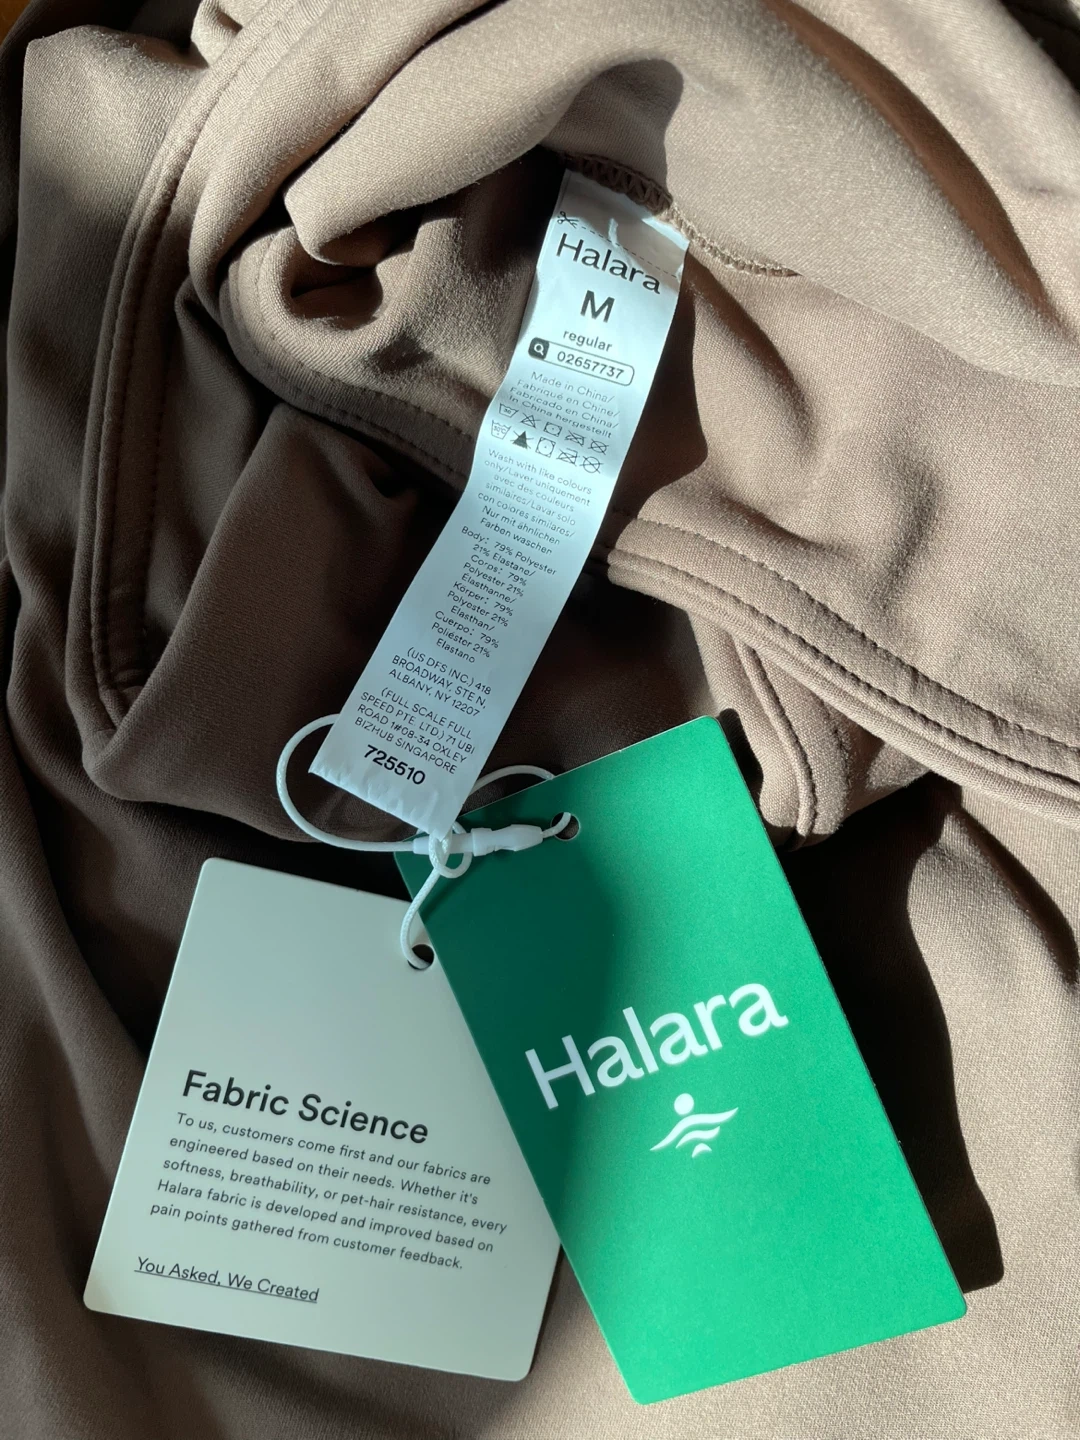 Halara
M
regular
02657737
Made in China/
Fabriqué en Chine/
Fabricado en China/
In China hergestellt
Wash with like colours
only/Laver uniquement
avec des couleurs
similaires/Lavar solo
con colores similares/
Nur mit ähnlicher
Farben waschen
Body: 79% Polyester
21% Elastane/
Corps: 79%
Polyester 21%
Elasthanne/
Körper: 79%
Polyester 21%
Elasthan/
Cuerpo: 79%
Poliéster 21%
Elastano
(US DFS INC.) 418
BROADWAY, STE N,
ALBANY, NY 12207
(FULL SCALE FULL
SPEED PTE. LTD.) 71 UBI
ROAD 1#08-34 OXLEY
BIZHUB SINGAPORE
725510
Fabric Science
To us, customers come first and our fabrics are
engineered based on their needs. Whether it's
softness, breathability, or pet-hair resistance, every
Halara fabric is developed and improved based on
pain points gathered from customer feedback.
You Asked, We Created
Halara